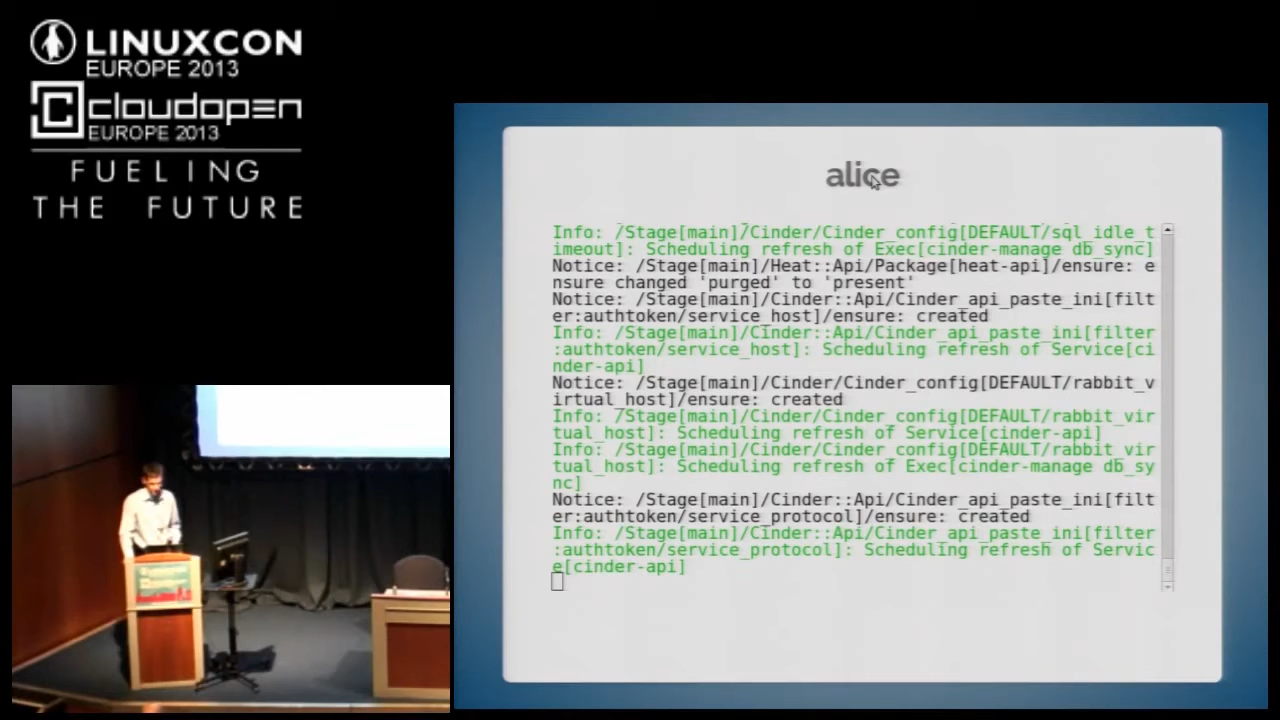 LINUXCON
EUROPE 2013
cloudopen
EUROPE 2013
FUELING
THE FUTURE
alice
Info: /Stage[main]/Cinder/Cinder_config[DEFAULT/sql_idle_t
imeout]: Scheduling refresh of Exec[cinder-manage db_sync]
Notice: /Stage[main]/Heat::Api/Package[heat-api]/ensure: e
nsure changed 'purged' to 'present'
Notice: /Stage[main]/Cinder::Api/Cinder_api_paste_ini[filt
er:authtoken/service_host]/ensure: created
Info: /Stage[main]/Cinder::Api/Cinder_api_paste_ini[filter
:authtoken/service_host]: Scheduling refresh of Service[ci
nder-api]
Notice: /Stage[main]/Cinder/Cinder_config[DEFAULT/rabbit_v
irtual_host]/ensure: created
Info: /Stage[main]/Cinder/Cinder_config[DEFAULT/rabbit_vir
tual_host]: Scheduling refresh of Service[cinder-api]
Info: /Stage[main]/Cinder/Cinder_config[DEFAULT/rabbit_vir
tual_host]: Scheduling refresh of Exec[cinder-manage db_sy
nc]
Notice: /Stage[main]/Cinder::Api/Cinder_api_paste_ini[filt
er:authtoken/service_protocol]/ensure: created
Info: /Stage[main]/Cinder::Api/Cinder_api_paste_ini[filter
:authtoken/service_protocol]: Scheduling refresh of Servic
e[cinder-api]
LINUXCON